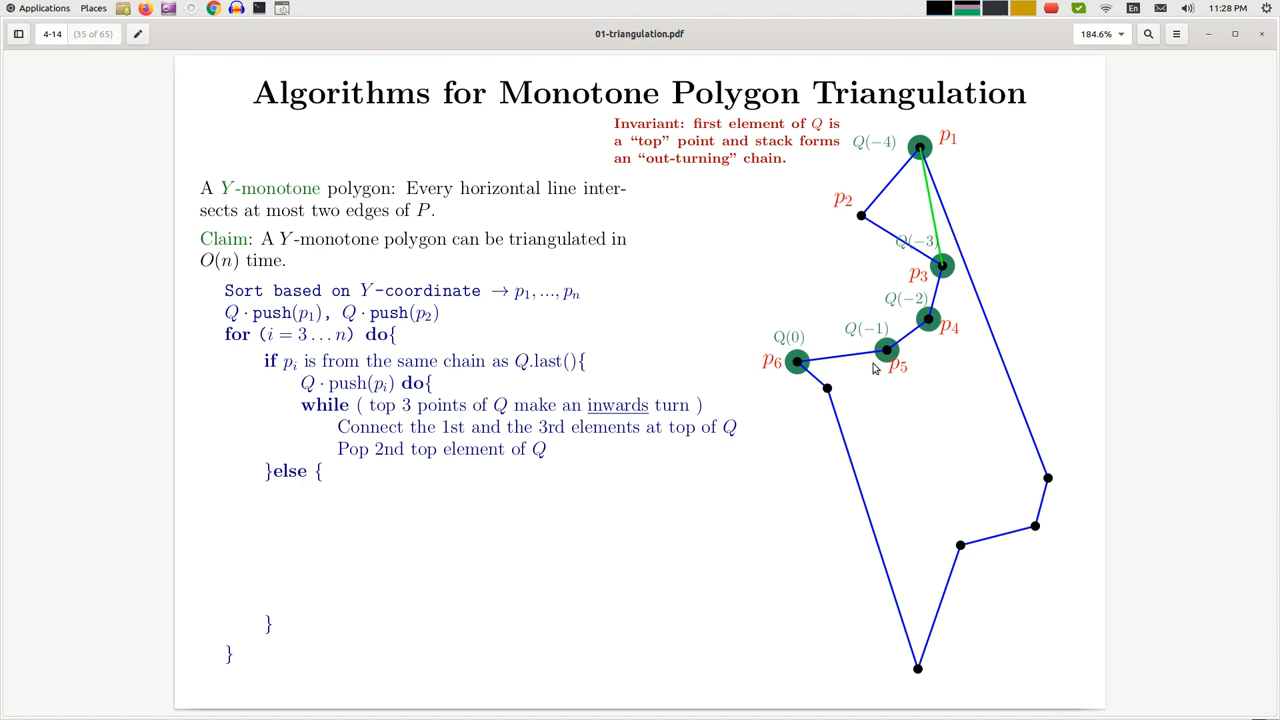 Applications Places En 11:28 PM
4-14 (35 of 65) 01-triangulation.pdf 184.6%
Algorithms for Monotone Polygon Triangulation
Invariant: first element of Q is
a “top” point and stack forms
an “out-turning” chain.
Q(−4) p1
A Y-monotone polygon: Every horizontal line inter-
sects at most two edges of P.
p2
Claim: A Y-monotone polygon can be triangulated in
O(n) time.
Q(−3)
p3
Sort based on Y-coordinate → p1, ..., pn
Q · push(p1), Q · push(p2)
Q(−2)
p4
for (i = 3 . . . n) do{
Q(0) Q(−1)
if pi is from the same chain as Q.last(){
p6 p5
Q · push(pi) do{
while ( top 3 points of Q make an inwards turn )
Connect the 1st and the 3rd elements at top of Q
Pop 2nd top element of Q
}else {
}
}